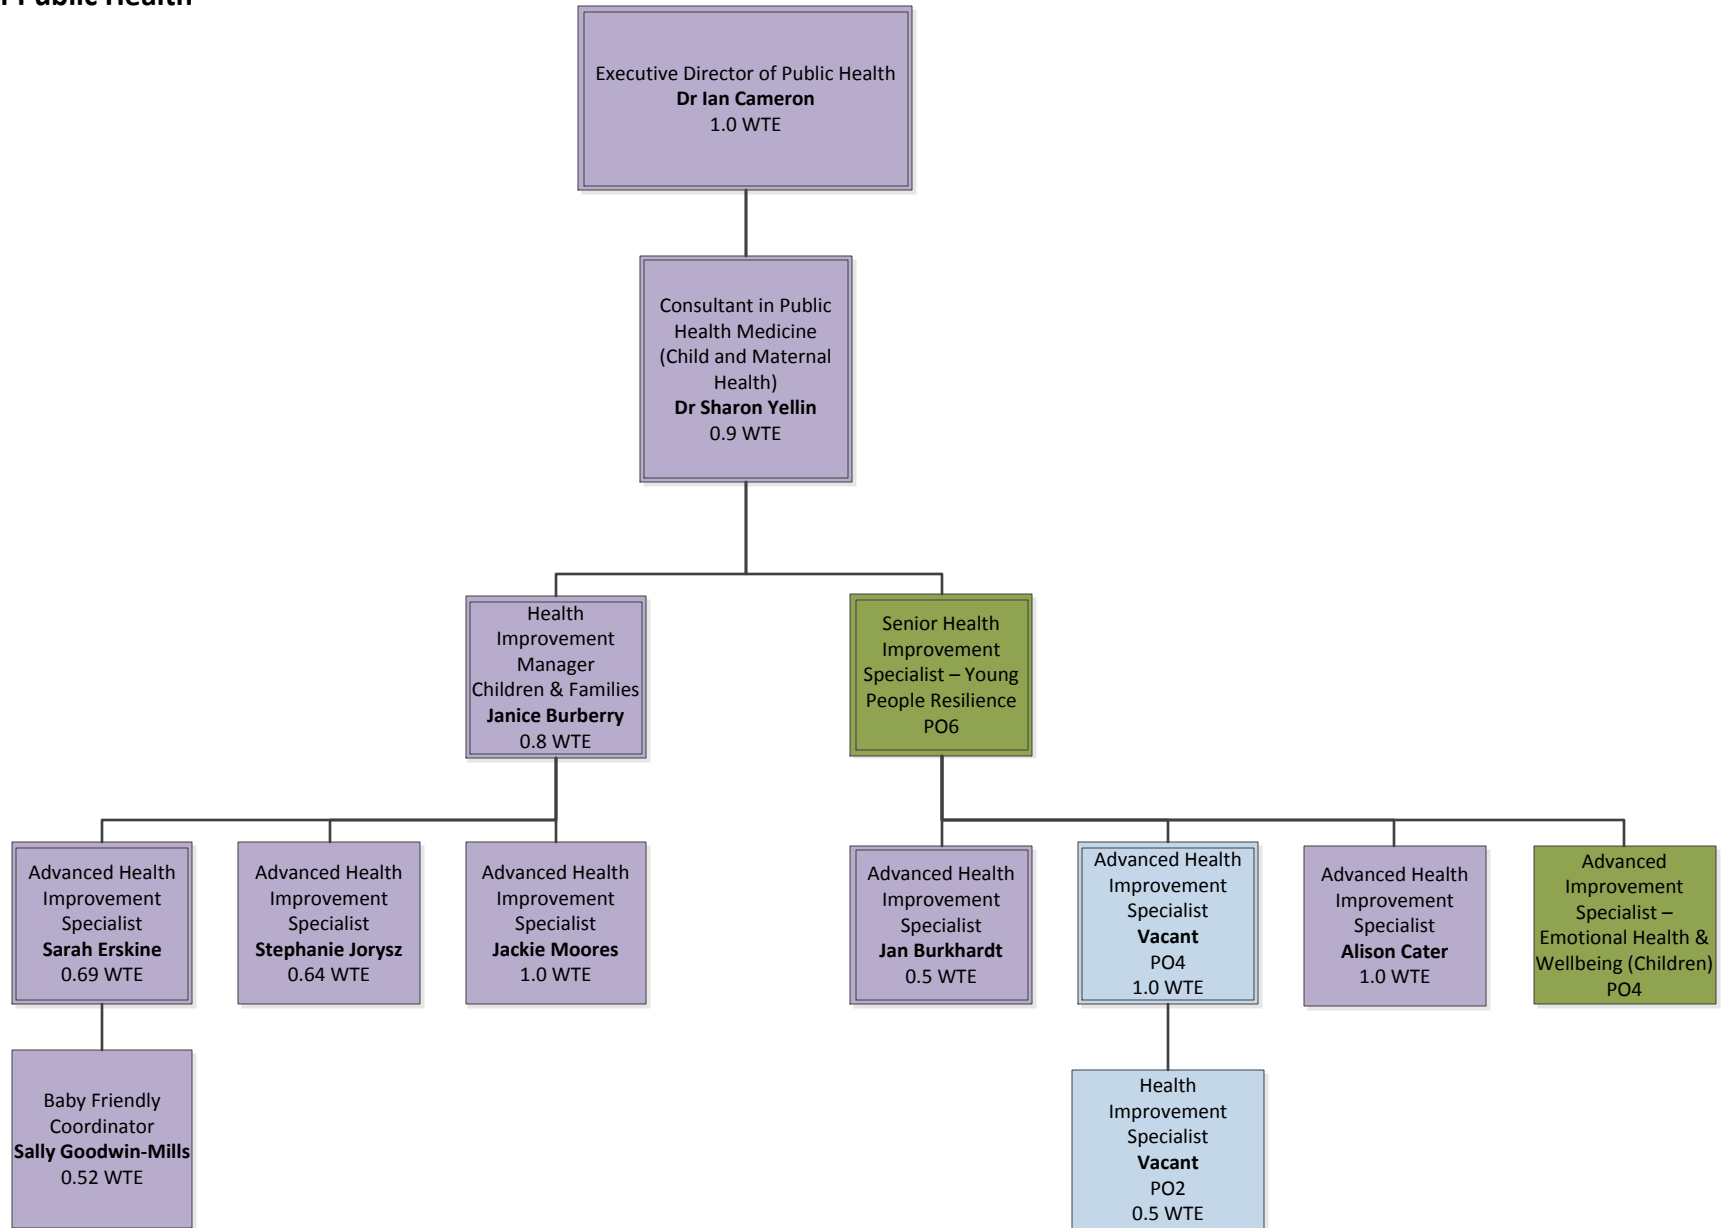 Public Health
Executive Director of Public Health
Dr Ian Cameron
1.0 WTE
Consultant in Public
Health Medicine
(Child and Maternal
Health)
Dr Sharon Yellin
0.9 WTE
Health
Improvement
Manager
Children & Families
Janice Burberry
0.8 WTE
Senior Health
Improvement
Specialist – Young
People Resilience
PO6
Advanced Health
Improvement
Specialist
Sarah Erskine
0.69 WTE
Advanced Health
Improvement
Specialist
Stephanie Jorysz
0.64 WTE
Advanced Health
Improvement
Specialist
Jackie Moores
1.0 WTE
Advanced Health
Improvement
Specialist
Jan Burkhardt
0.5 WTE
Advanced Health
Improvement
Specialist
Vacant
PO4
1.0 WTE
Advanced Health
Improvement
Specialist
Alison Cater
1.0 WTE
Advanced
Improvement
Specialist –
Emotional Health &
Wellbeing (Children)
PO4
Baby Friendly
Coordinator
Sally Goodwin-Mills
0.52 WTE
Health
Improvement
Specialist
Vacant
PO2
0.5 WTE